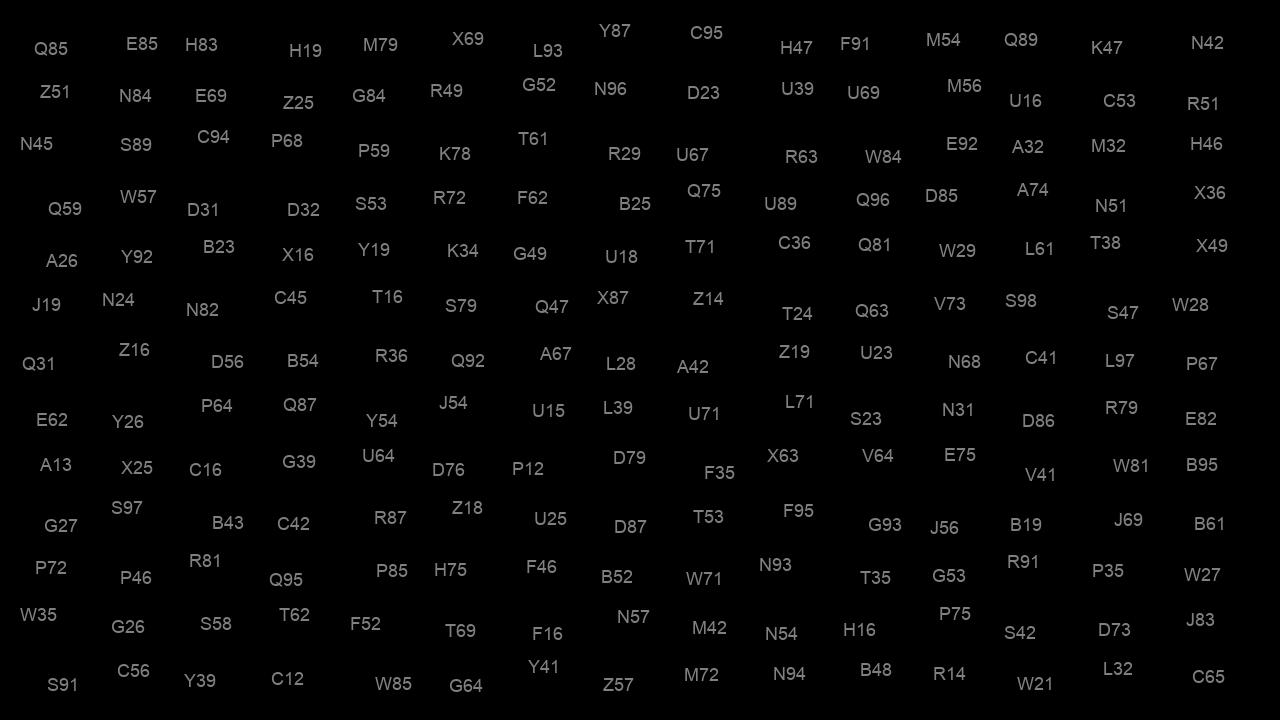 Q85 E85 H83 H19 M79 X69 L93 Y87 C95 H47 F91 M54 Q89 K47 N42
Z51 N84 E69 Z25 G84 R49 G52 N96 D23 U39 U69 M56 U16 C53 R51
N45 S89 C94 P68 P59 K78 T61 R29 U67 R63 W84 E92 A32 M32 H46
Q59 W57 D31 D32 S53 R72 F62 B25 Q75 U89 Q96 D85 A74 N51 X36
A26 Y92 B23 X16 Y19 K34 G49 U18 T71 C36 Q81 W29 L61 T38 X49
J19 N24 N82 C45 T16 S79 Q47 X87 Z14 T24 Q63 V73 S98 S47 W28
Q31 Z16 D56 B54 R36 Q92 A67 L28 A42 Z19 U23 N68 C41 L97 P67
E62 Y26 P64 Q87 Y54 J54 U15 L39 U71 L71 S23 N31 D86 R79 E82
A13 X25 C16 G39 U64 D76 P12 D79 F35 X63 V64 E75 V41 W81 B95
G27 S97 B43 C42 R87 Z18 U25 D87 T53 F95 G93 J56 B19 J69 B61
P72 P46 R81 Q95 P85 H75 F46 B52 W71 N93 T35 G53 R91 P35 W27
W35 G26 S58 T62 F52 T69 F16 N57 M42 N54 H16 P75 S42 D73 J83
S91 C56 Y39 C12 W85 G64 Y41 Z57 M72 N94 B48 R14 W21 L32 C65